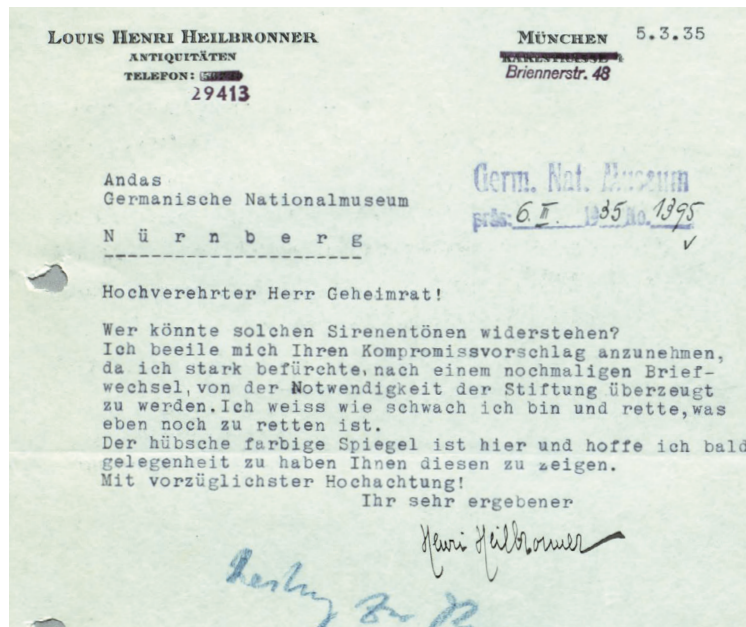 LOUIS HENRI HEILBRONNER
ANTIQUITÄTEN
TELEFON:
29413
MÜNCHEN 5.3.35
Briennerstr. 48
Andas
Germanische Nationalmuseum
Nürnberg
Germ. Nat. Museum
präs: 6. II. 1935 No. 1395
Hochverehrter Herr Geheimrat!
Wer könnte solchen Sirenentönen widerstehen?
Ich beeile mich Ihren Kompromissvorschlag anzunehmen,
da ich stark befürchte, nach einem nochmaligen Brief-
wechsel, von der Notwendigkeit der Stiftung überzeugt
zu werden. Ich weiss wie schwach ich bin und rette, was
eben noch zu retten ist.
Der hübsche farbige Spiegel ist hier und hoffe ich bald
gelegenheit zu haben Ihnen diesen zu zeigen.
Mit vorzüglichster Hochachtung!
Ihr sehr ergebener
Henri Heilbronner